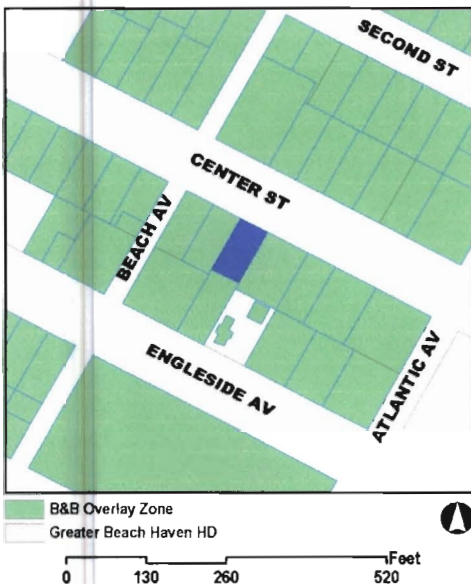 SECOND ST
CENTER ST
BEACH AV
ENGLESIDE AV
ATLANTIC AV
B&B Overlay Zone
Greater Beach Haven HD
Feet
0 130 260 520